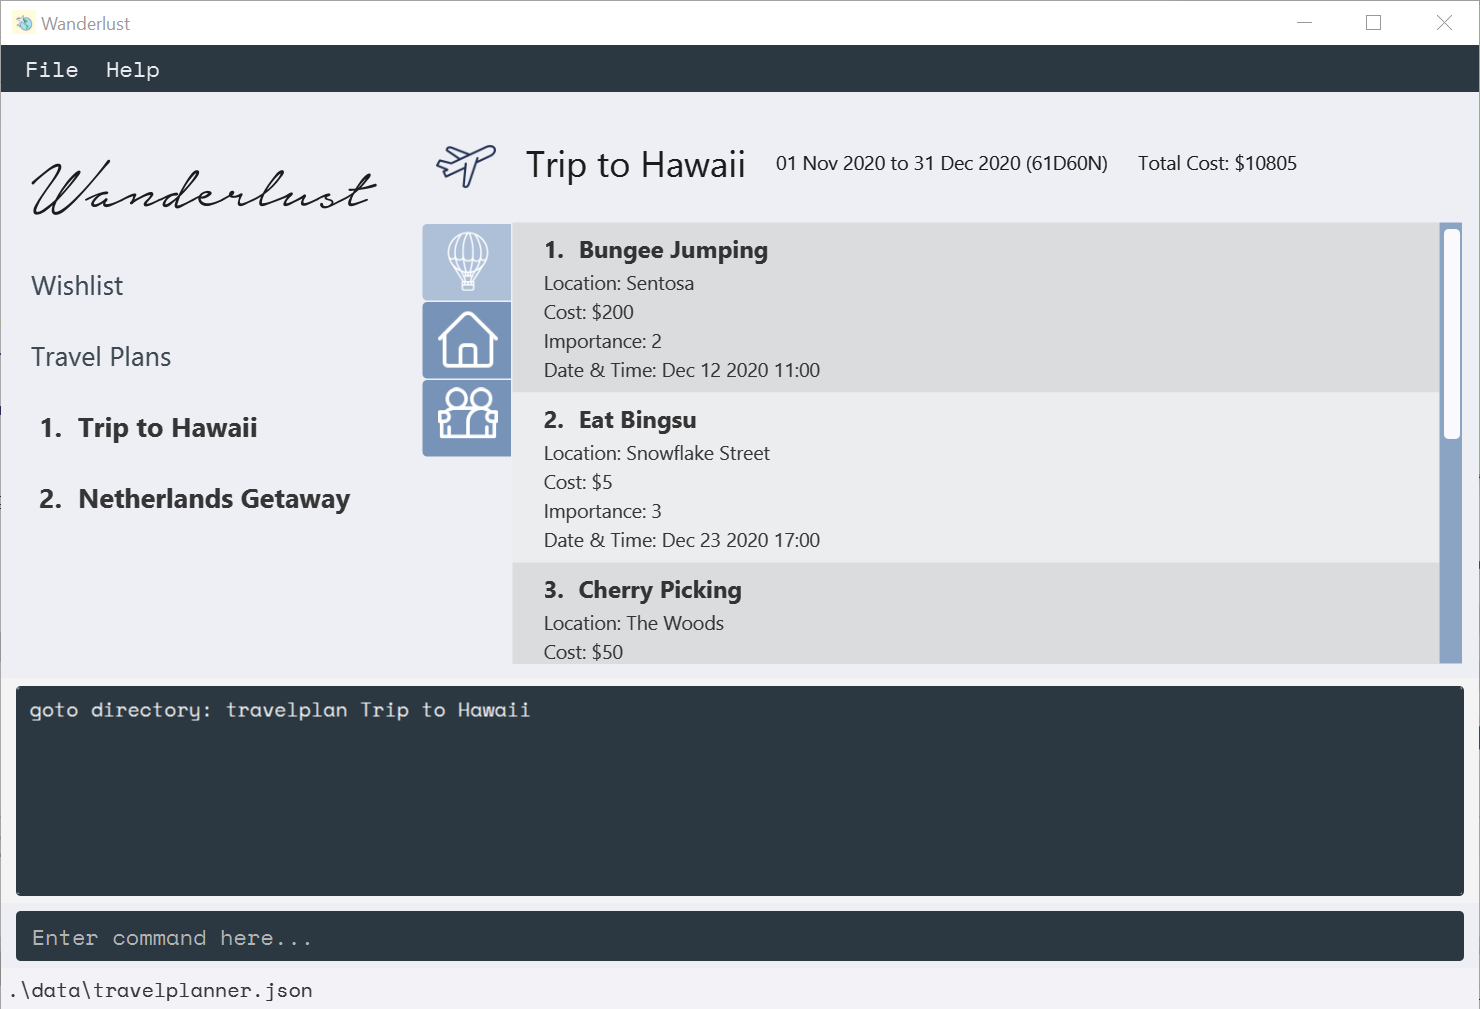 Wanderlust
File Help
Wanderlust
Wishlist
Travel Plans
1. Trip to Hawaii
2. Netherlands Getaway
Trip to Hawaii 01 Nov 2020 to 31 Dec 2020 (61D60N) Total Cost: $10805
1. Bungee Jumping
Location: Sentosa
Cost: $200
Importance: 2
Date & Time: Dec 12 2020 11:00
2. Eat Bingsu
Location: Snowflake Street
Cost: $5
Importance: 3
Date & Time: Dec 23 2020 17:00
3. Cherry Picking
Location: The Woods
Cost: $50
goto directory: travelplan Trip to Hawaii
Enter command here...
.\data\travelplanner.json